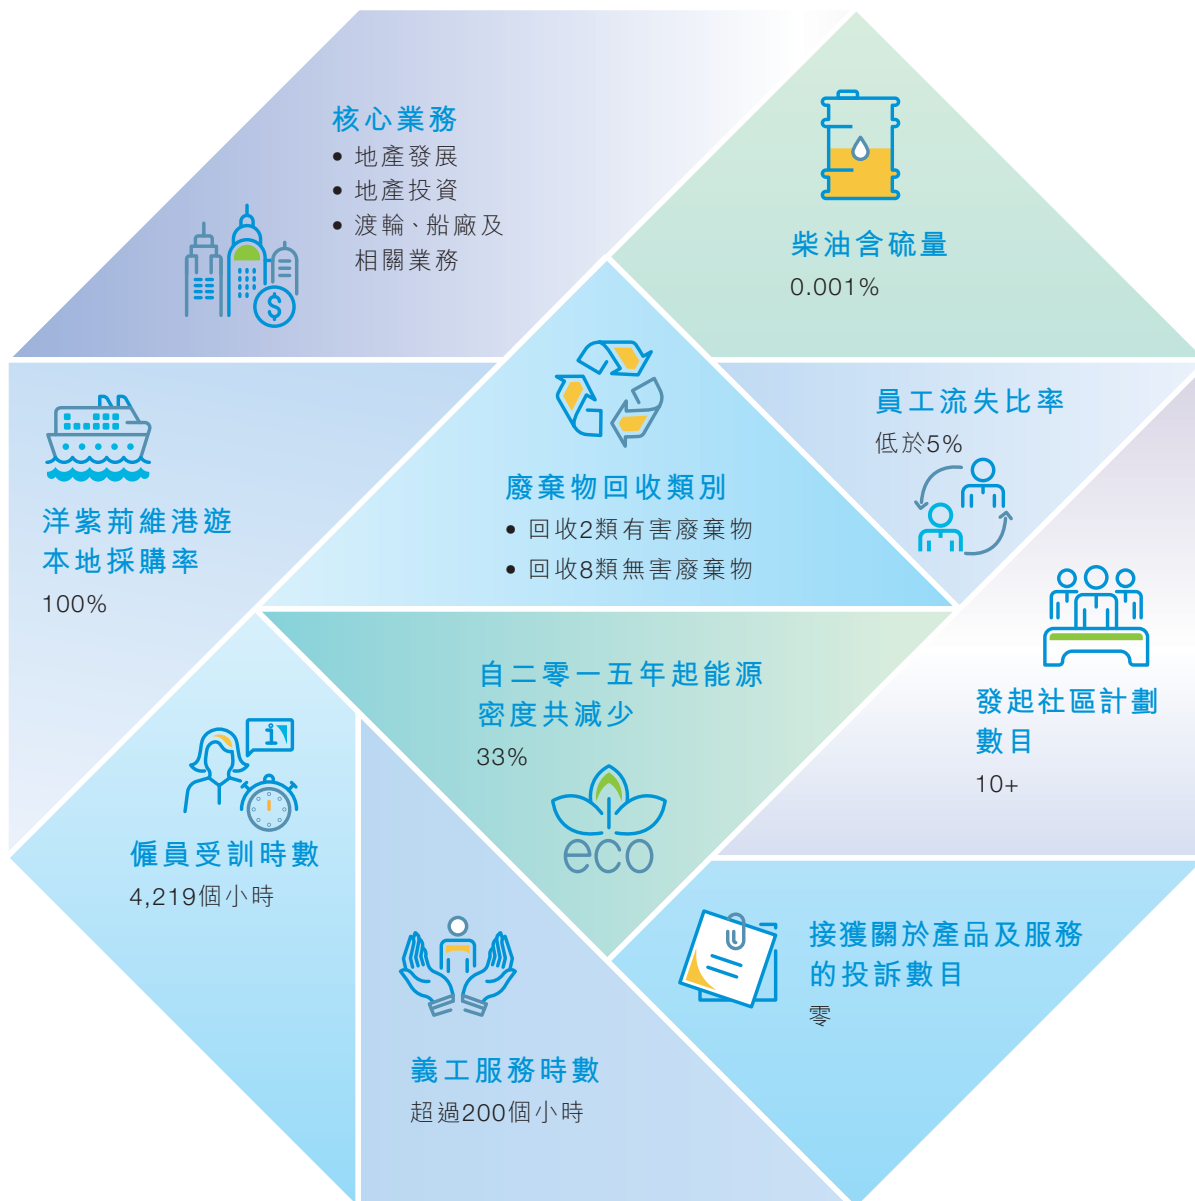 核心業務
• 地產發展
• 地產投資
• 渡輪、船廠及
相關業務
$
柴油含硫量
0.001%
洋紫荊維港遊
本地採購率
100%
廢棄物回收類別
• 回收2類有害廢棄物
• 回收8類無害廢棄物
員工流失比率
低於5%
發起社區計劃
數目
10+
自二零一五年起能源
密度共減少
33%
eco
i
僱員受訓時數
4,219個小時
義工服務時數
超過200個小時
接獲關於產品及服務
的投訴數目
零